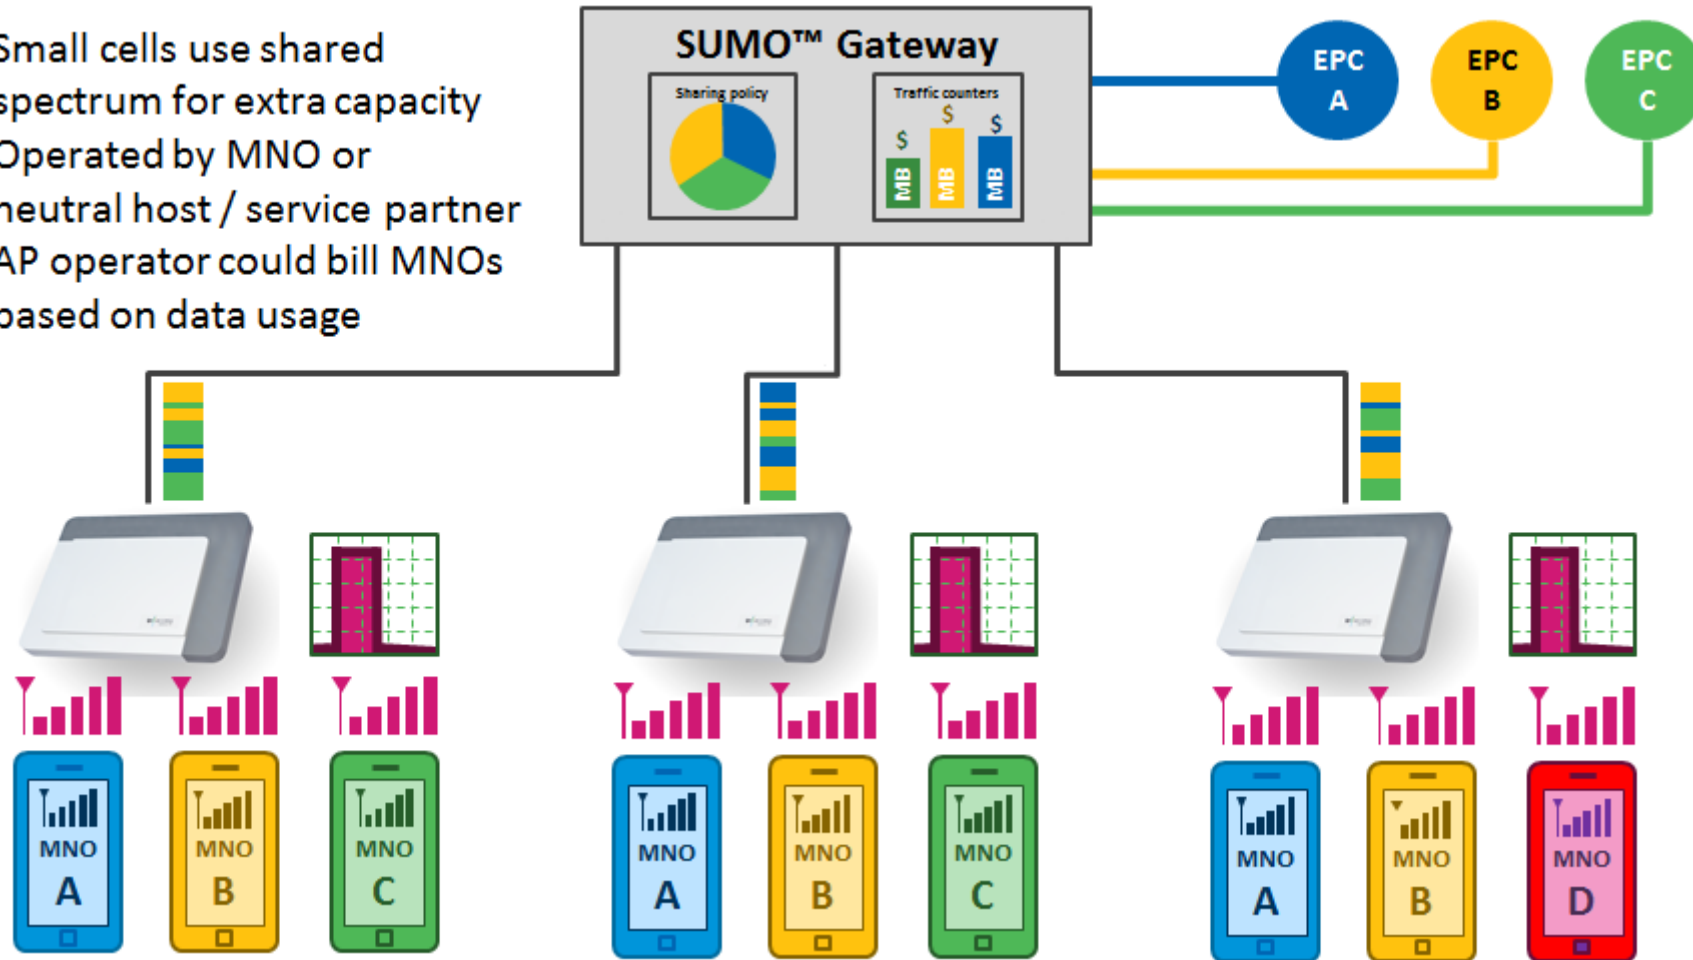 Small cells use shared
spectrum for extra capacity
Operated by MNO or
neutral host / service partner
AP operator could bill MNOs
based on data usage
SUMO™ Gateway
Sharing policy
Traffic counters
$
$
$
MB
MB
MB
EPC
A
EPC
B
EPC
C
MNO
A
MNO
B
MNO
C
MNO
A
MNO
B
MNO
C
MNO
A
MNO
B
MNO
D